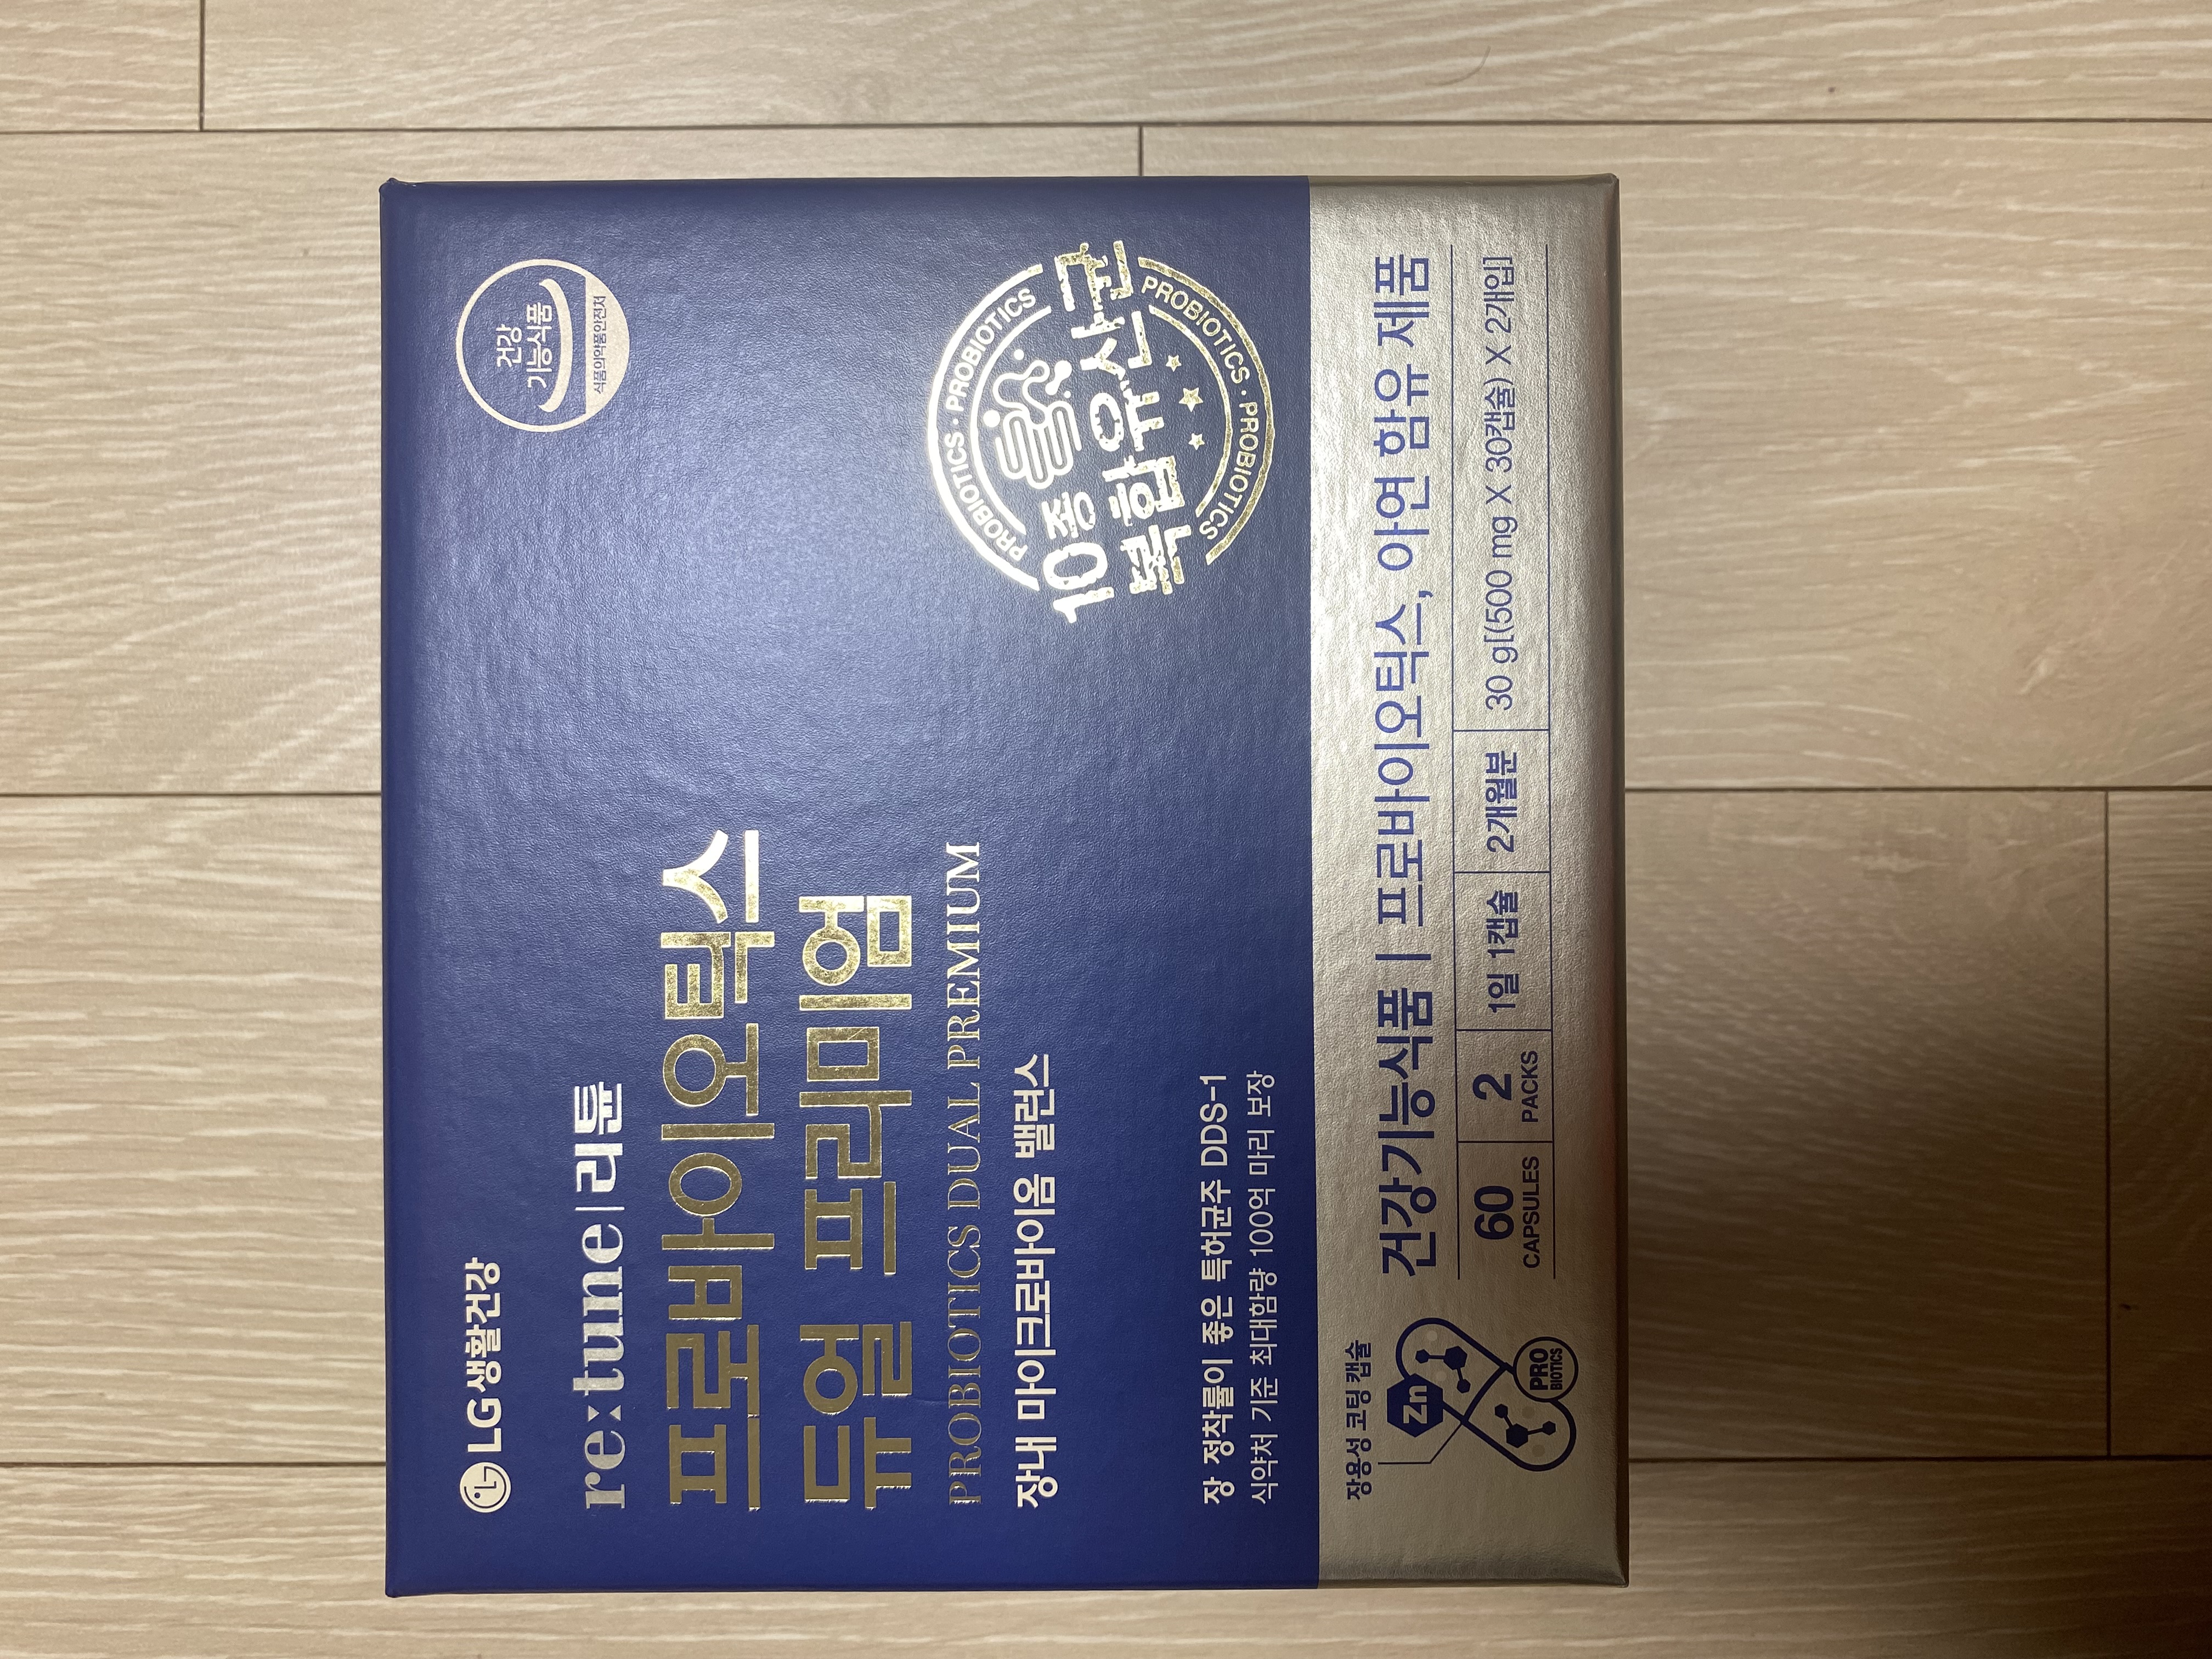 LG생활건강
건강
기능식품
식품의약품안전처
re:tune|리튠
프로바이오틱스
듀얼 프리미엄
PROBIOTICS DUAL PREMIUM
장내 마이크로바이옴 밸런스
PROBIOTICS · PROBIOTICS · PROBIOTICS
10종
복합유산균
PROBIOTICS · PROBIOTICS
장 정착률이 좋은 특허균주 DDS-1
식약처 기준 최대함량 100억 마리 보장
장용성 코팅 캡슐
Zn
PRO
BIOTICS
건강기능식품 | 프로바이오틱스, 아연 함유 제품
60 CAPSULES 2 PACKS 1일 1캡슐 2개월분 30 g[(500 mg X 30캡슐) X 2개입]